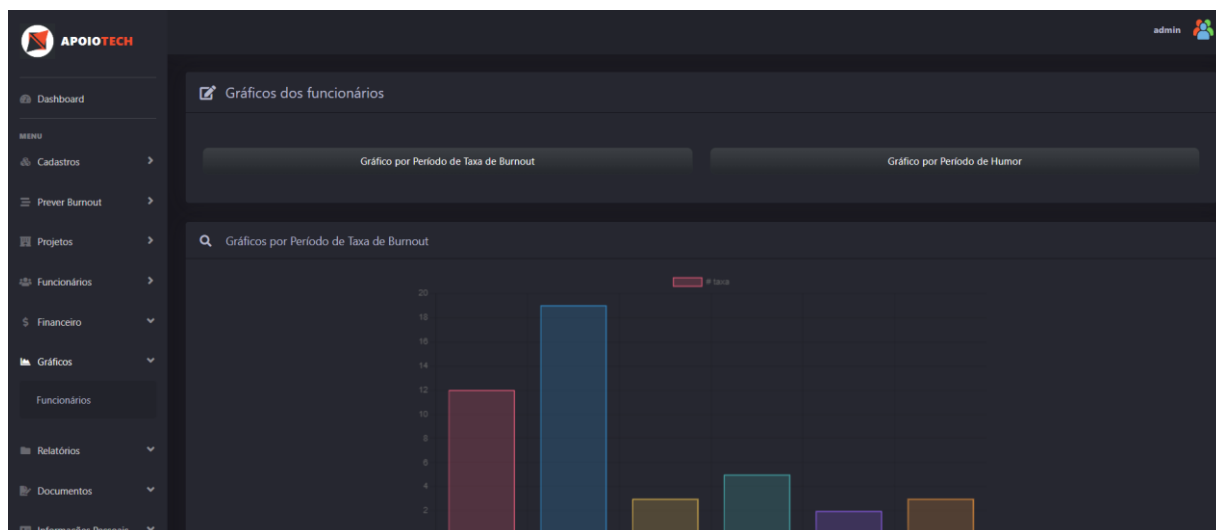 APOIOTECH
admin
Dashboard
MENU
Cadastros
Prever Burnout
Projetos
Funcionários
Financeiro
Gráficos
Funcionários
Relatórios
Documentos
Informações Pessoais
Gráficos dos funcionários
Gráfico por Período de Taxa de Burnout
Gráfico por Período de Humor
Gráficos por Período de Taxa de Burnout
# taxa
20
18
16
14
12
10
8
6
4
2